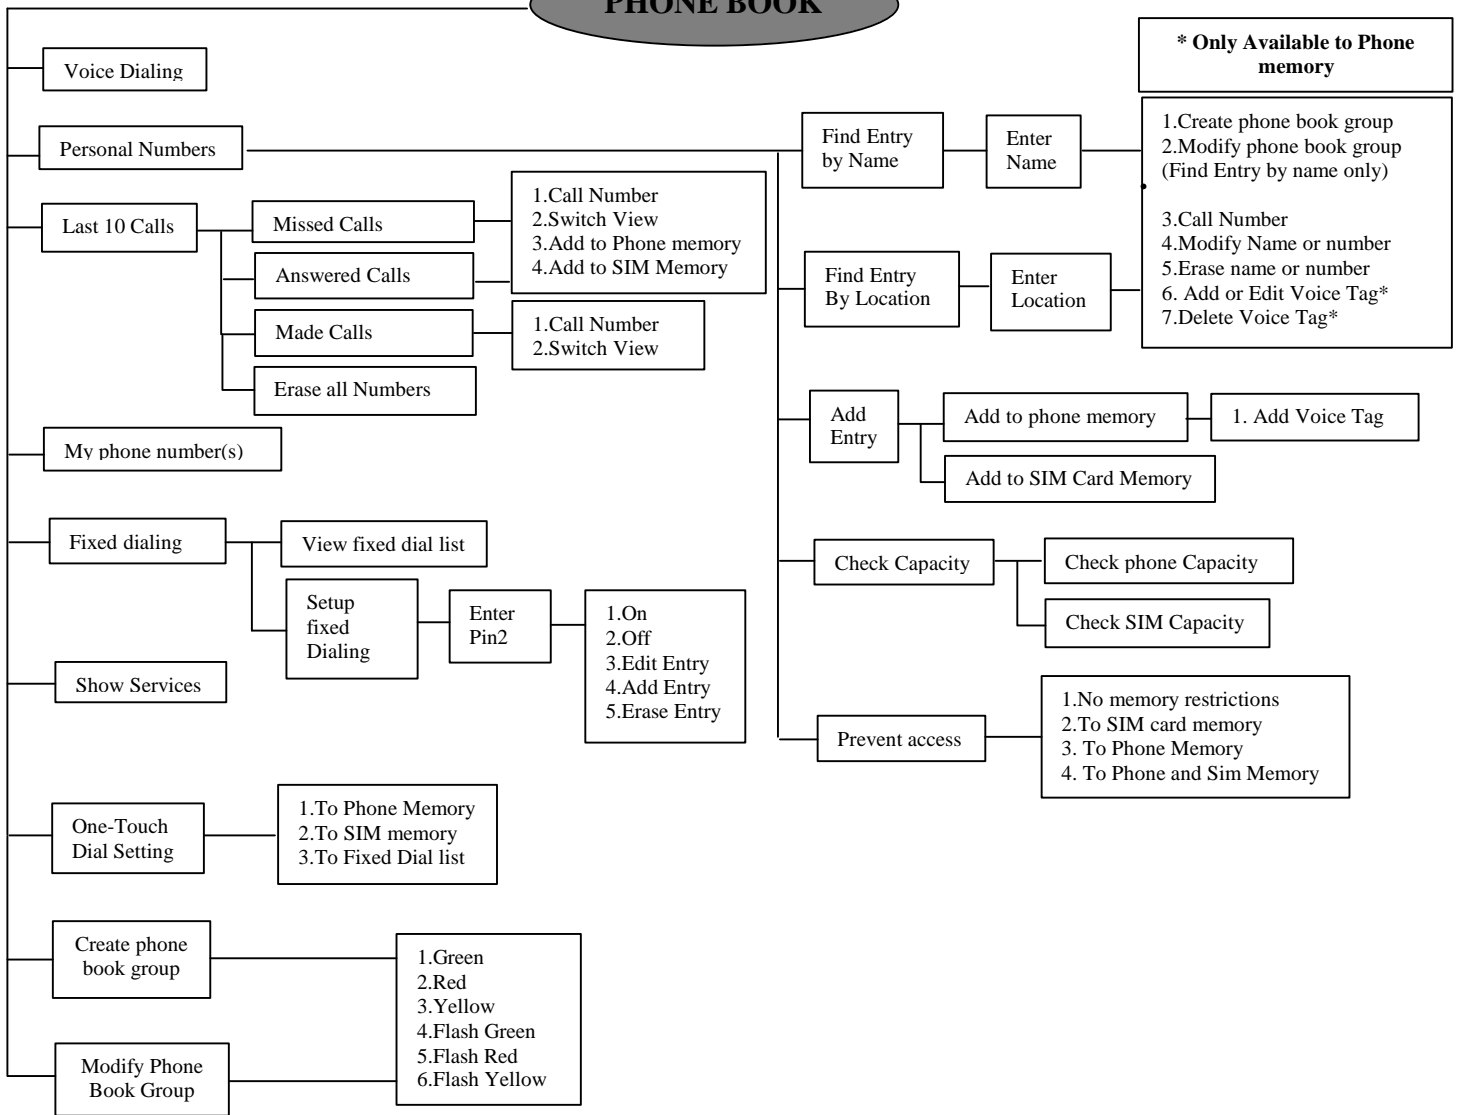 PHONE BOOK
* Only Available to Phone
memory
Voice Dialing
Personal Numbers
Find Entry
by Name
Enter
Name
1.Create phone book group
2.Modify phone book group
(Find Entry by name only)
3.Call Number
4.Modify Name or number
5.Erase name or number
6. Add or Edit Voice Tag*
7.Delete Voice Tag*
Last 10 Calls
Missed Calls
Answered Calls
1.Call Number
2.Switch View
3.Add to Phone memory
4.Add to SIM Memory
Made Calls
1.Call Number
2.Switch View
Erase all Numbers
Find Entry
By Location
Enter
Location
Add
Entry
Add to phone memory
1. Add Voice Tag
Add to SIM Card Memory
My phone number(s)
Fixed dialing
View fixed dial list
Setup
fixed
Dialing
Enter
Pin2
1.On
2.Off
3.Edit Entry
4.Add Entry
5.Erase Entry
Check Capacity
Check phone Capacity
Check SIM Capacity
Show Services
Prevent access
1.No memory restrictions
2.To SIM card memory
3. To Phone Memory
4. To Phone and Sim Memory
One-Touch
Dial Setting
1.To Phone Memory
2.To SIM memory
3.To Fixed Dial list
Create phone
book group
1.Green
2.Red
3.Yellow
4.Flash Green
5.Flash Red
6.Flash Yellow
Modify Phone
Book Group